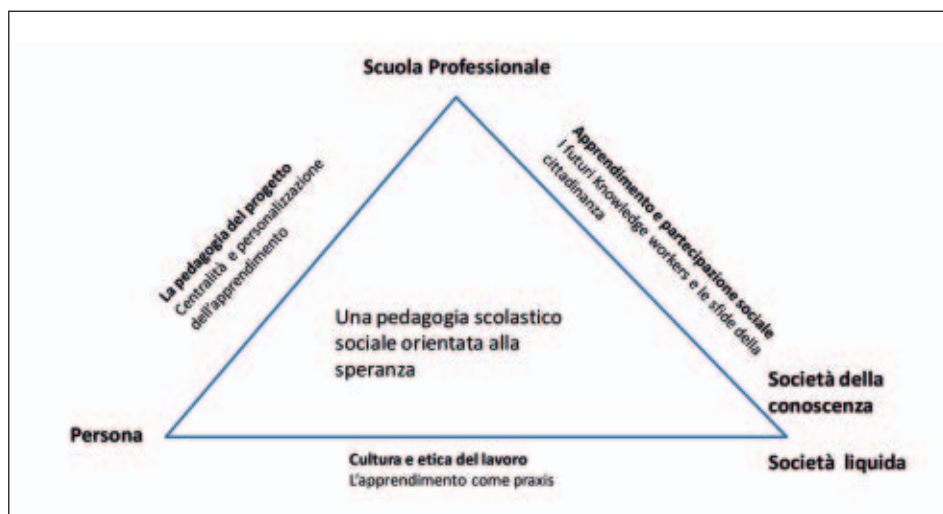 Scuola Professionale
La pedagogia del progetto
Centralità e personalizzazione
dell'apprendimento
Apprendimento e partecipazione sociale
I futuri Knowledge workers e le sfide della
cittadinanza
Una pedagogia scolastico
sociale orientata alla
speranza
Persona
Società della
conoscenza
Società liquida
Cultura e etica del lavoro
L'apprendimento come praxis